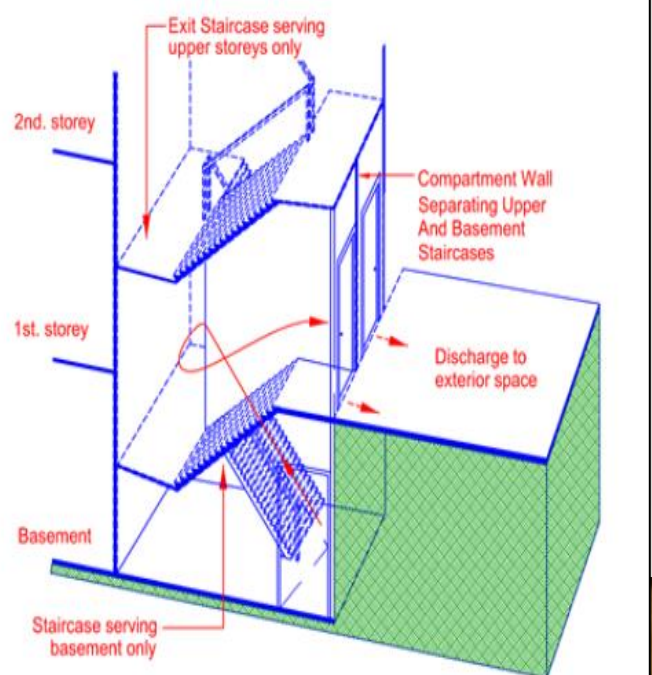 Exit Staircase serving
upper storeys only
2nd. storey
Compartment Wall
Separating Upper
And Basement
Staircases
1st. storey
Discharge to
exterior space
Basement
Staircase serving
basement only